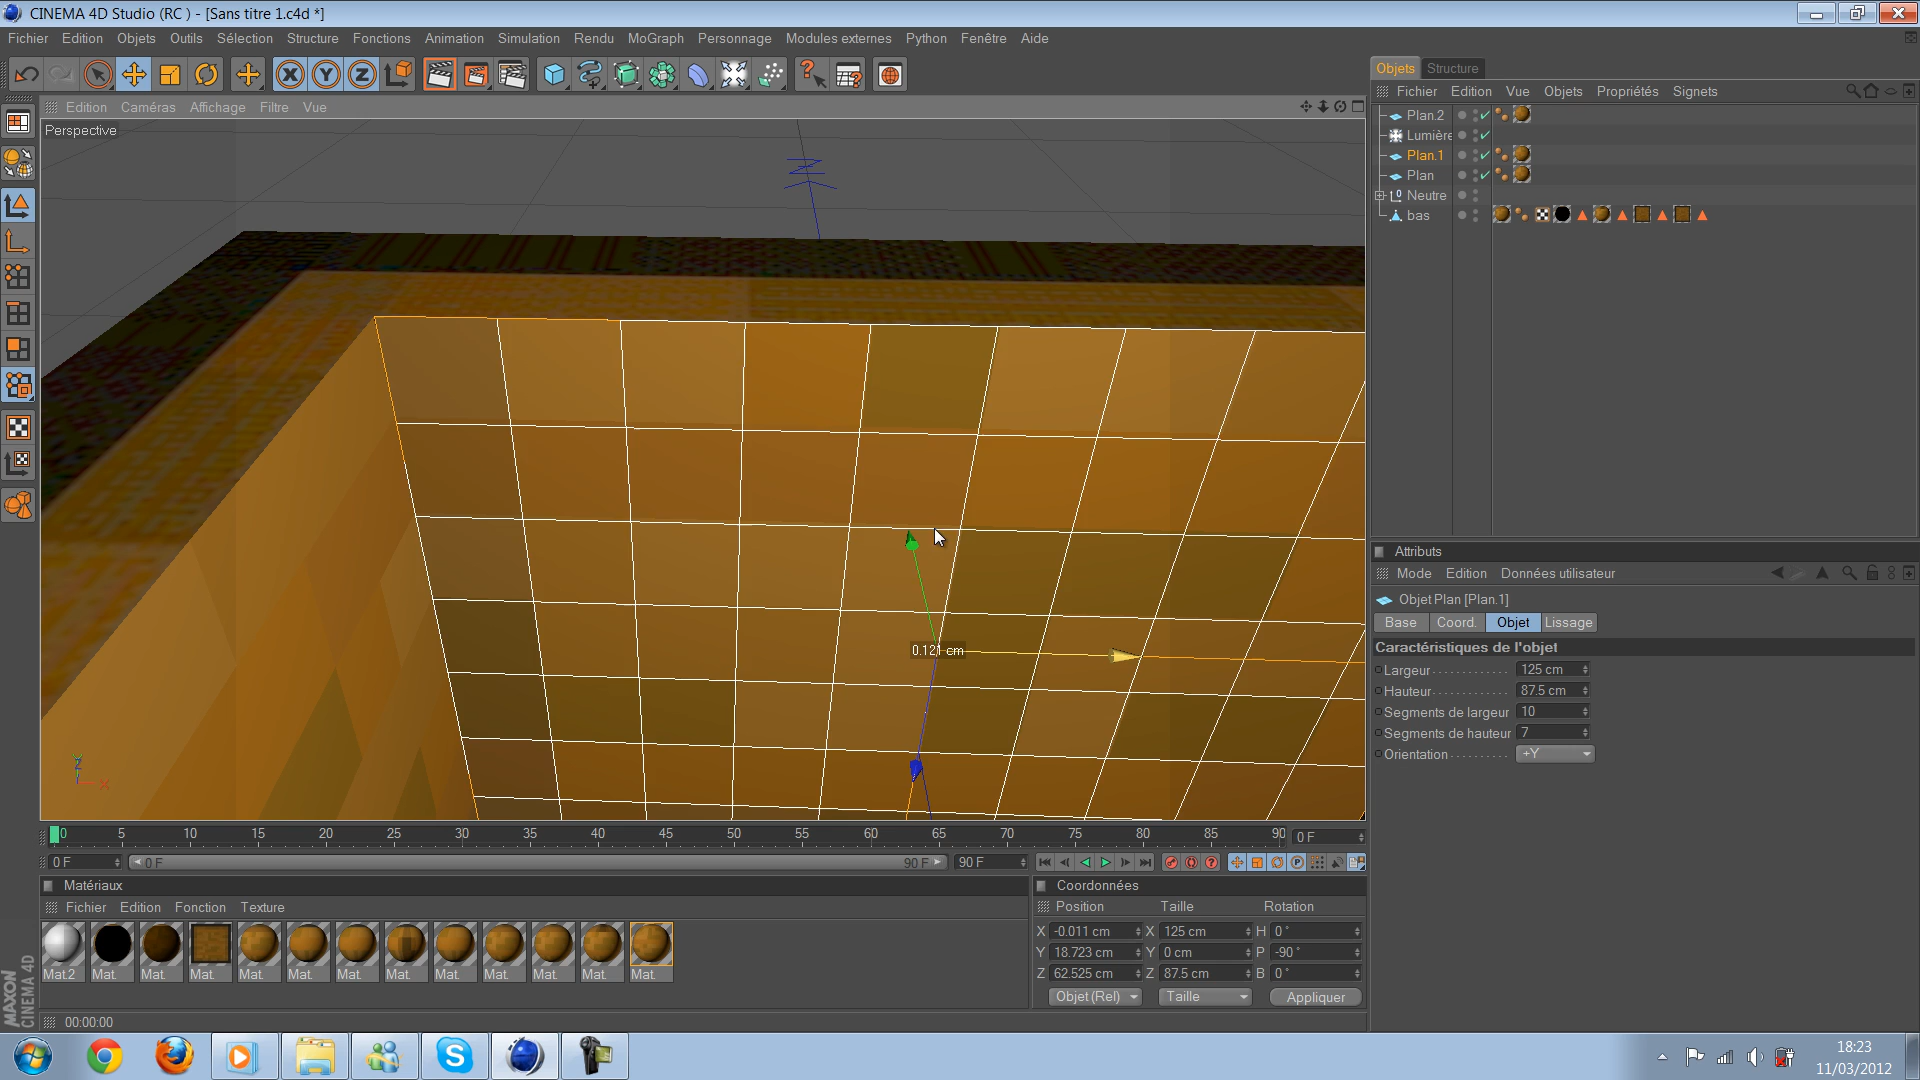 CINEMA 4D Studio (RC ) - [Sans titre 1.c4d *]
Fichier Edition Objets Outils Sélection Structure Fonctions Animation Simulation Rendu MoGraph Personnage Modules externes Python Fenêtre Aide
Edition Caméras Affichage Filtre Vue
Perspective
0.121 cm
0 5 10 15 20 25 30 35 40 45 50 55 60 65 70 75 80 85 90 0 F
0 F 0 F 90 F 90 F
Matériaux
Fichier Edition Fonction Texture
Mat.2 Mat. Mat. Mat. Mat. Mat. Mat. Mat. Mat. Mat. Mat. Mat. Mat.
00:00:00
MAXON
CINEMA 4D
Coordonnées
Position Taille Rotation
X -0.011 cm X 125 cm H 0 °
Y 18.723 cm Y 0 cm P -90 °
Z 62.525 cm Z 87.5 cm B 0 °
Objet (Rel) Taille Appliquer
Objets Structure
Fichier Edition Vue Objets Propriétés Signets
Plan.2
Lumière
Plan.1
Plan
Neutre
bas
Attributs
Mode Edition Données utilisateur
Objet Plan [Plan.1]
Base Coord. Objet Lissage
Caractéristiques de l'objet
Largeur 125 cm
Hauteur 87.5 cm
Segments de largeur 10
Segments de hauteur 7
Orientation +Y
18:23
11/03/2012